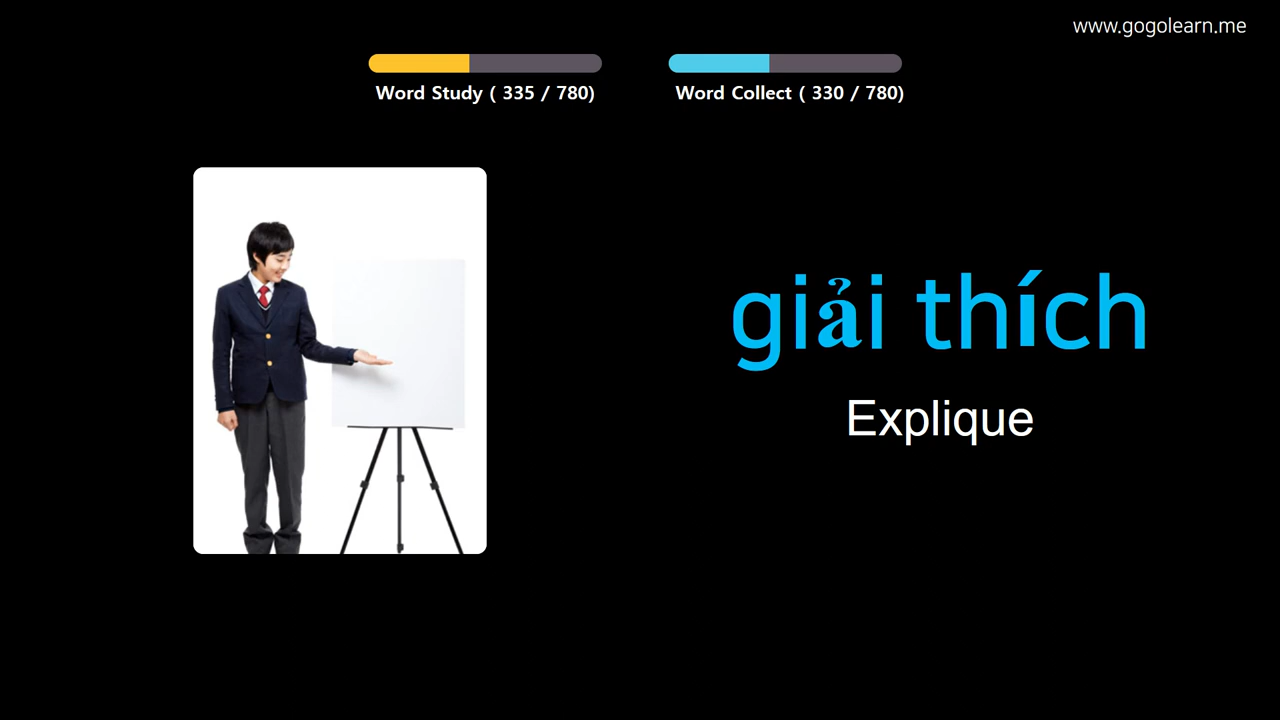 www.gogolearn.me
Word Study ( 335 / 780)
Word Collect ( 330 / 780)
giải thích
Explique